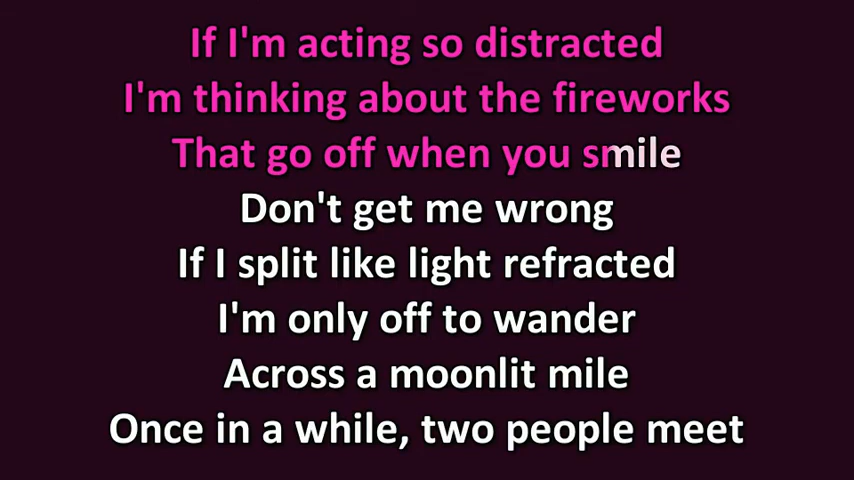 If I'm acting so distracted
I'm thinking about the fireworks
That go off when you smile
Don't get me wrong
If I split like light refracted
I'm only off to wander
Across a moonlit mile
Once in a while, two people meet